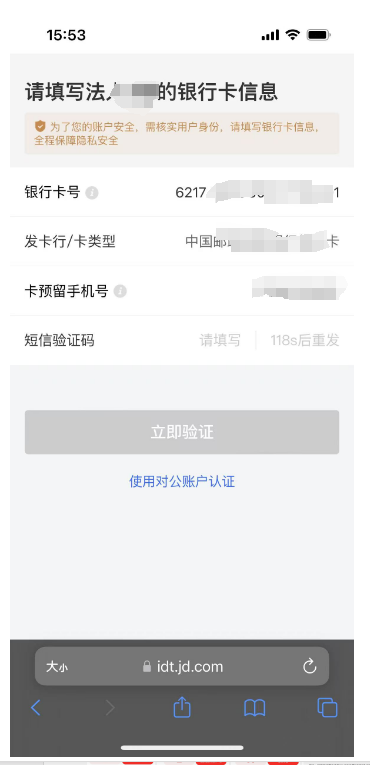 15:53
请填写法人的银行卡信息
为了您的账户安全，需核实用户身份，请填写银行卡信息，
全程保障隐私安全
银行卡号 6217 1
发卡行/卡类型 中国邮 卡
卡预留手机号
短信验证码 请填写 118s后重发
立即验证
使用对公账户认证
大小 idt.jd.com